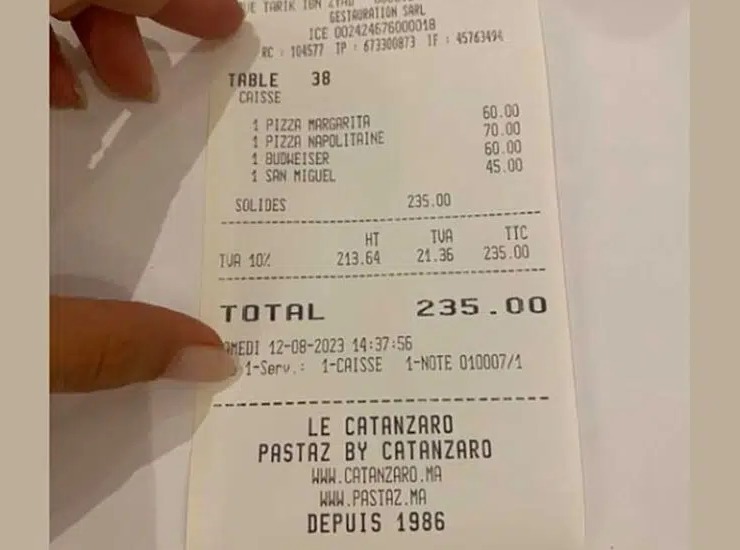 RUE TARIK IBN ZYAD
GESTAURATION SARL
ICE 002424676000018
RC : 104577 IP : 673300873 IF : 45763494
TABLE 38
CAISSE
1 PIZZA MARGARITA 60.00
1 PIZZA NAPOLITAINE 70.00
1 BUDWEISER 60.00
1 SAN MIGUEL 45.00
SOLIDES 235.00
HT TVA TTC
TVA 10% 213.64 21.36 235.00
TOTAL 235.00
AMEDI 12-08-2023 14:37:56
1-Serv.: 1-CAISSE 1-NOTE 010007/1
LE CATANZARO
PASTAZ BY CATANZARO
WWW.CATANZARO.MA
WWW.PASTAZ.MA
DEPUIS 1986